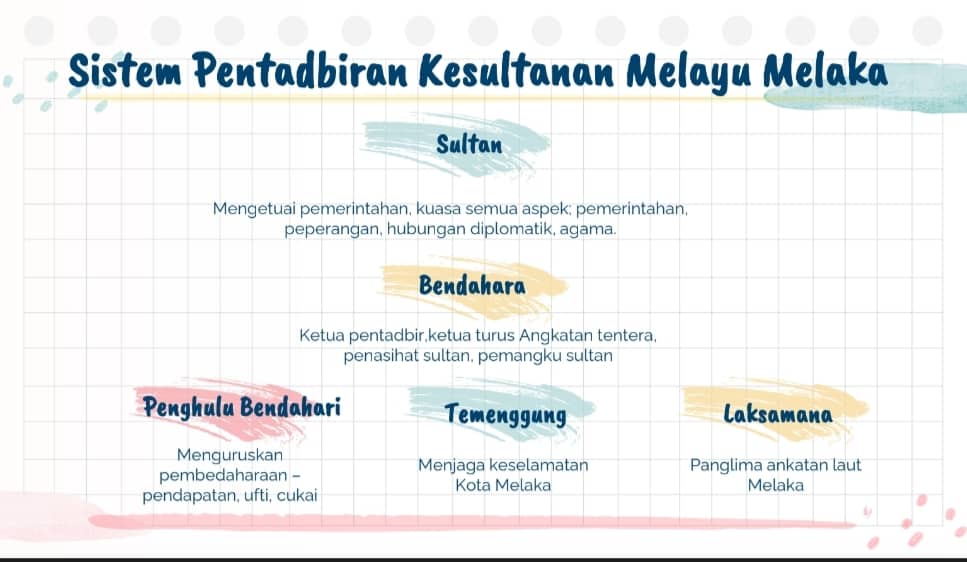 Sistem Pentadbiran Kesultanan Melayu Melaka
Sultan
Mengetuai pemerintahan, kuasa semua aspek; pemerintahan,
peperangan, hubungan diplomatik, agama.
Bendahara
Ketua pentadbir,ketua turus Angkatan tentera,
penasihat sultan, pemangku sultan
Penghulu Bendahari
Menguruskan
pembedaharaan –
pendapatan, ufti, cukai
Temenggung
Menjaga keselamatan
Kota Melaka
Laksamana
Panglima ankatan laut
Melaka